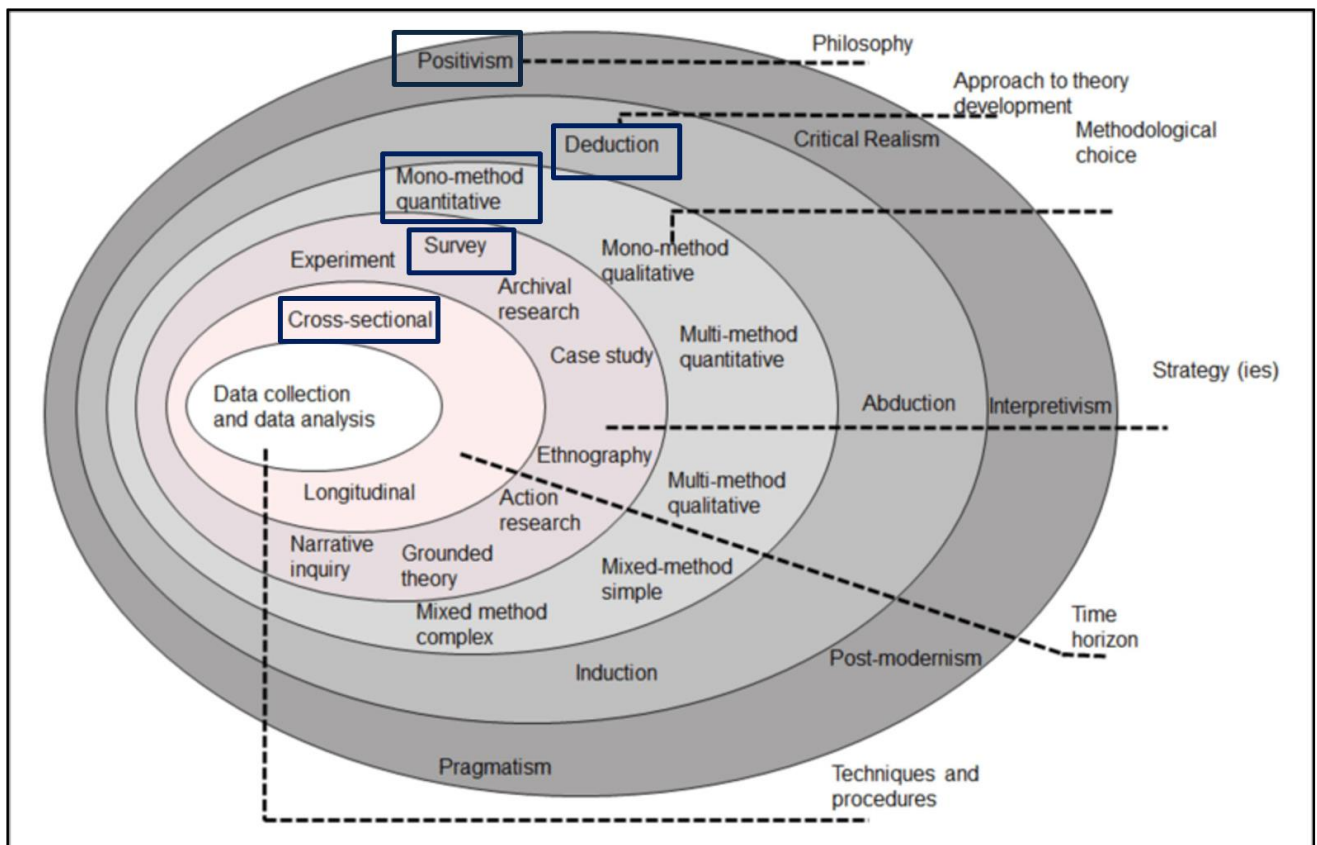 Philosophy
Positivism
Approach to theory
development
Methodological
choice
Deduction
Critical Realism
Mono-method
quantitative
Survey
Experiment
Mono-method
qualitative
Archival
research
Cross-sectional
Multi-method
quantitative
Case study
Strategy (ies)
Data collection
and data analysis
Abduction
Interpretivism
Ethnography
Multi-method
qualitative
Longitudinal
Action
research
Narrative
inquiry
Grounded
theory
Mixed-method
simple
Mixed method
complex
Time
horizon
Post-modernism
Induction
Pragmatism
Techniques and
procedures